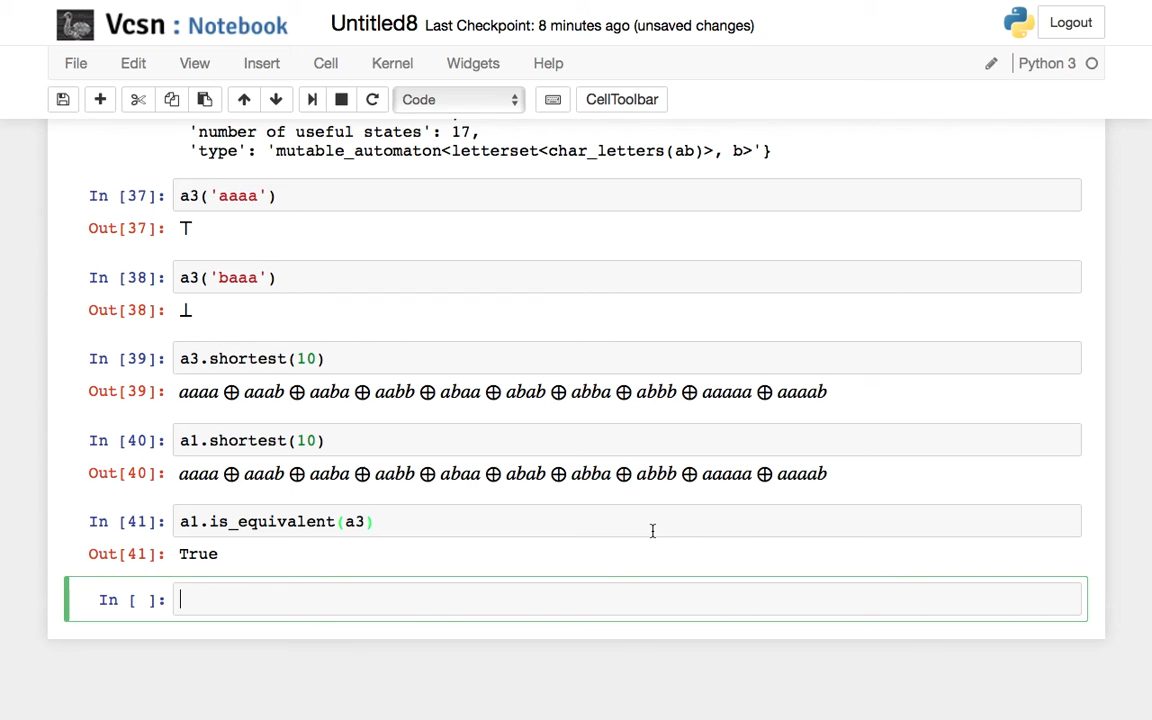 Vcsn : Notebook Untitled8 Last Checkpoint: 8 minutes ago (unsaved changes) Logout
File Edit View Insert Cell Kernel Widgets Help Python 3
Code CellToolbar
'number of useful states': 17,
'type': 'mutable_automaton<letterset<char_letters(ab)>, b>'}
In [37]: a3('aaaa')
Out[37]: ⊤
In [38]: a3('baaa')
Out[38]: ⊥
In [39]: a3.shortest(10)
Out[39]: aaaa ⊕ aaab ⊕ aaba ⊕ aabb ⊕ abaa ⊕ abab ⊕ abba ⊕ abbb ⊕ aaaaa ⊕ aaaab
In [40]: a1.shortest(10)
Out[40]: aaaa ⊕ aaab ⊕ aaba ⊕ aabb ⊕ abaa ⊕ abab ⊕ abba ⊕ abbb ⊕ aaaaa ⊕ aaaab
In [41]: a1.is_equivalent(a3)
Out[41]: True
In [ ]: